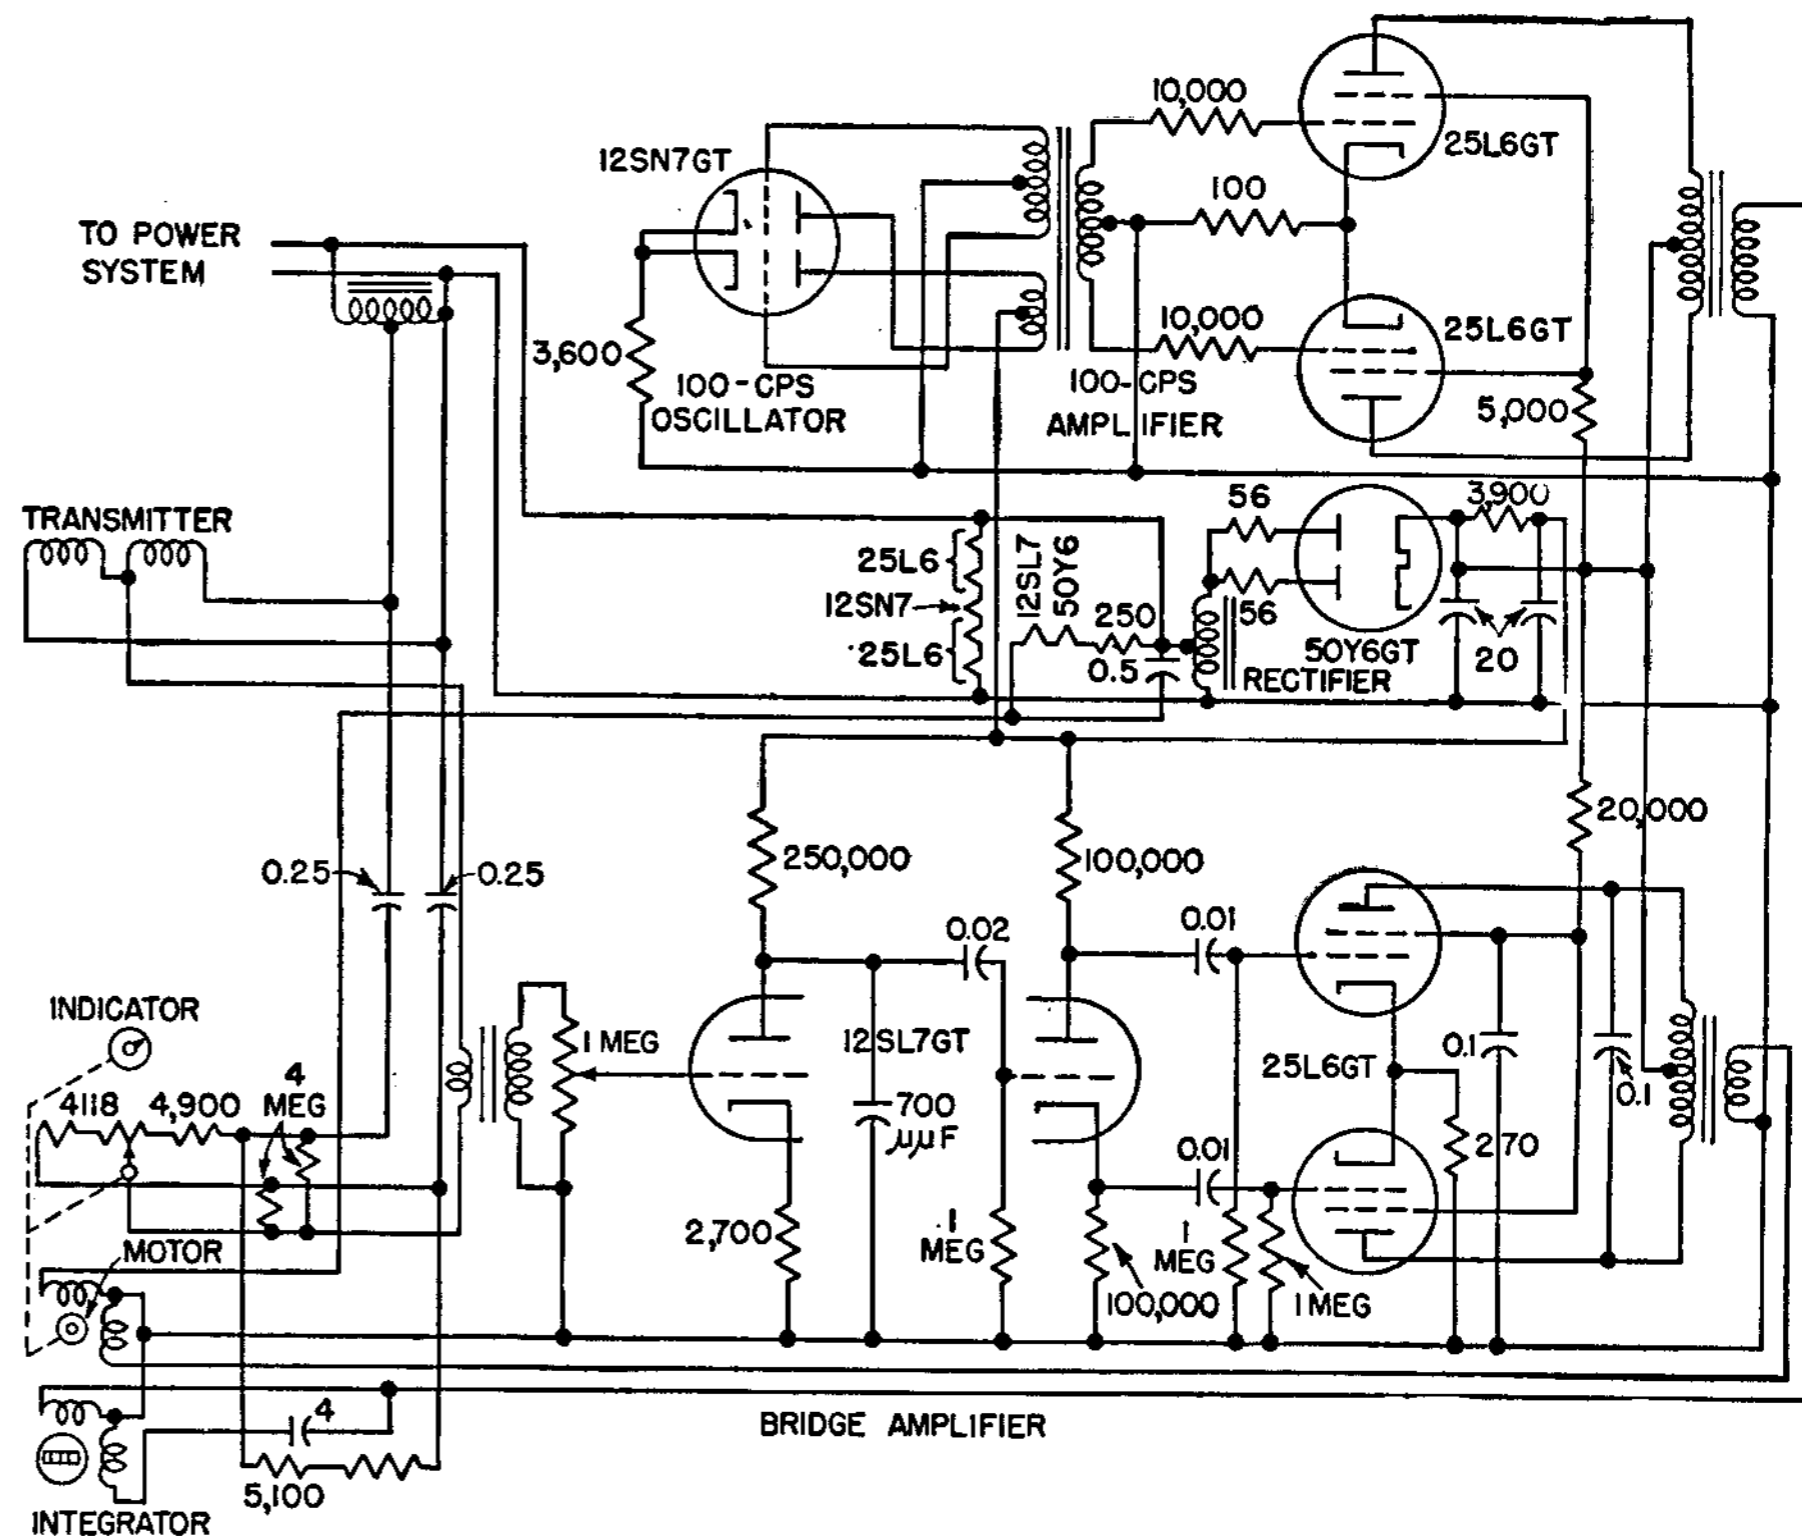 10,000
12SN7GT
25L6GT
100
TO POWER
SYSTEM
10,000
25L6GT
3,600
100-CPS
OSCILLATOR
100-CPS
AMPLIFIER
5,000
TRANSMITTER
56
3,900
25L6
12SN7
25L6
12SL7
50Y6
250
0.5
56
50Y6GT
RECTIFIER
20
20,000
250,000
100,000
0.25
0.25
0.02
0.01
INDICATOR
1 MEG
12SL7GT
25L6GT
0.1
0.1
4118
4,900
4
MEG
700
μμF
0.01
270
2,700
1
MEG
1
MEG
MOTOR
100,000
1 MEG
4
BRIDGE AMPLIFIER
5,100
INTEGRATOR